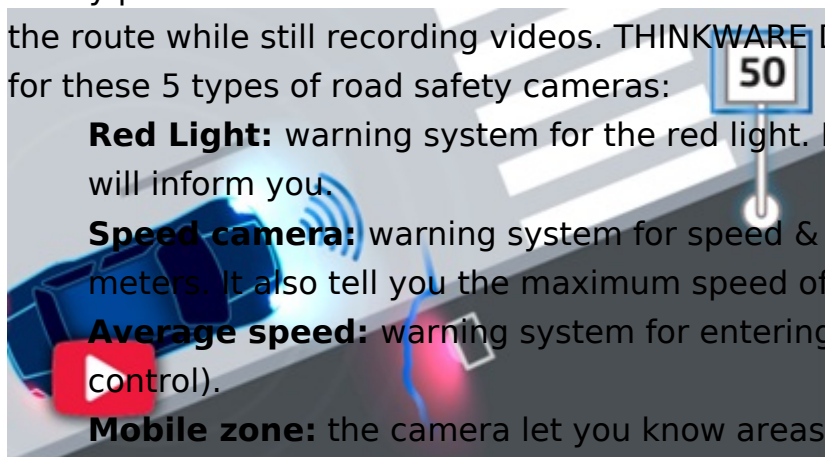 the route while still recording videos. THINKWARE
50
for these 5 types of road safety cameras:
Red Light: warning system for the red light.
will inform you.
Speed camera: warning system for speed &
meters. It also tell you the maximum speed of
Average speed: warning system for entering
control).
Mobile zone: the camera let you know areas